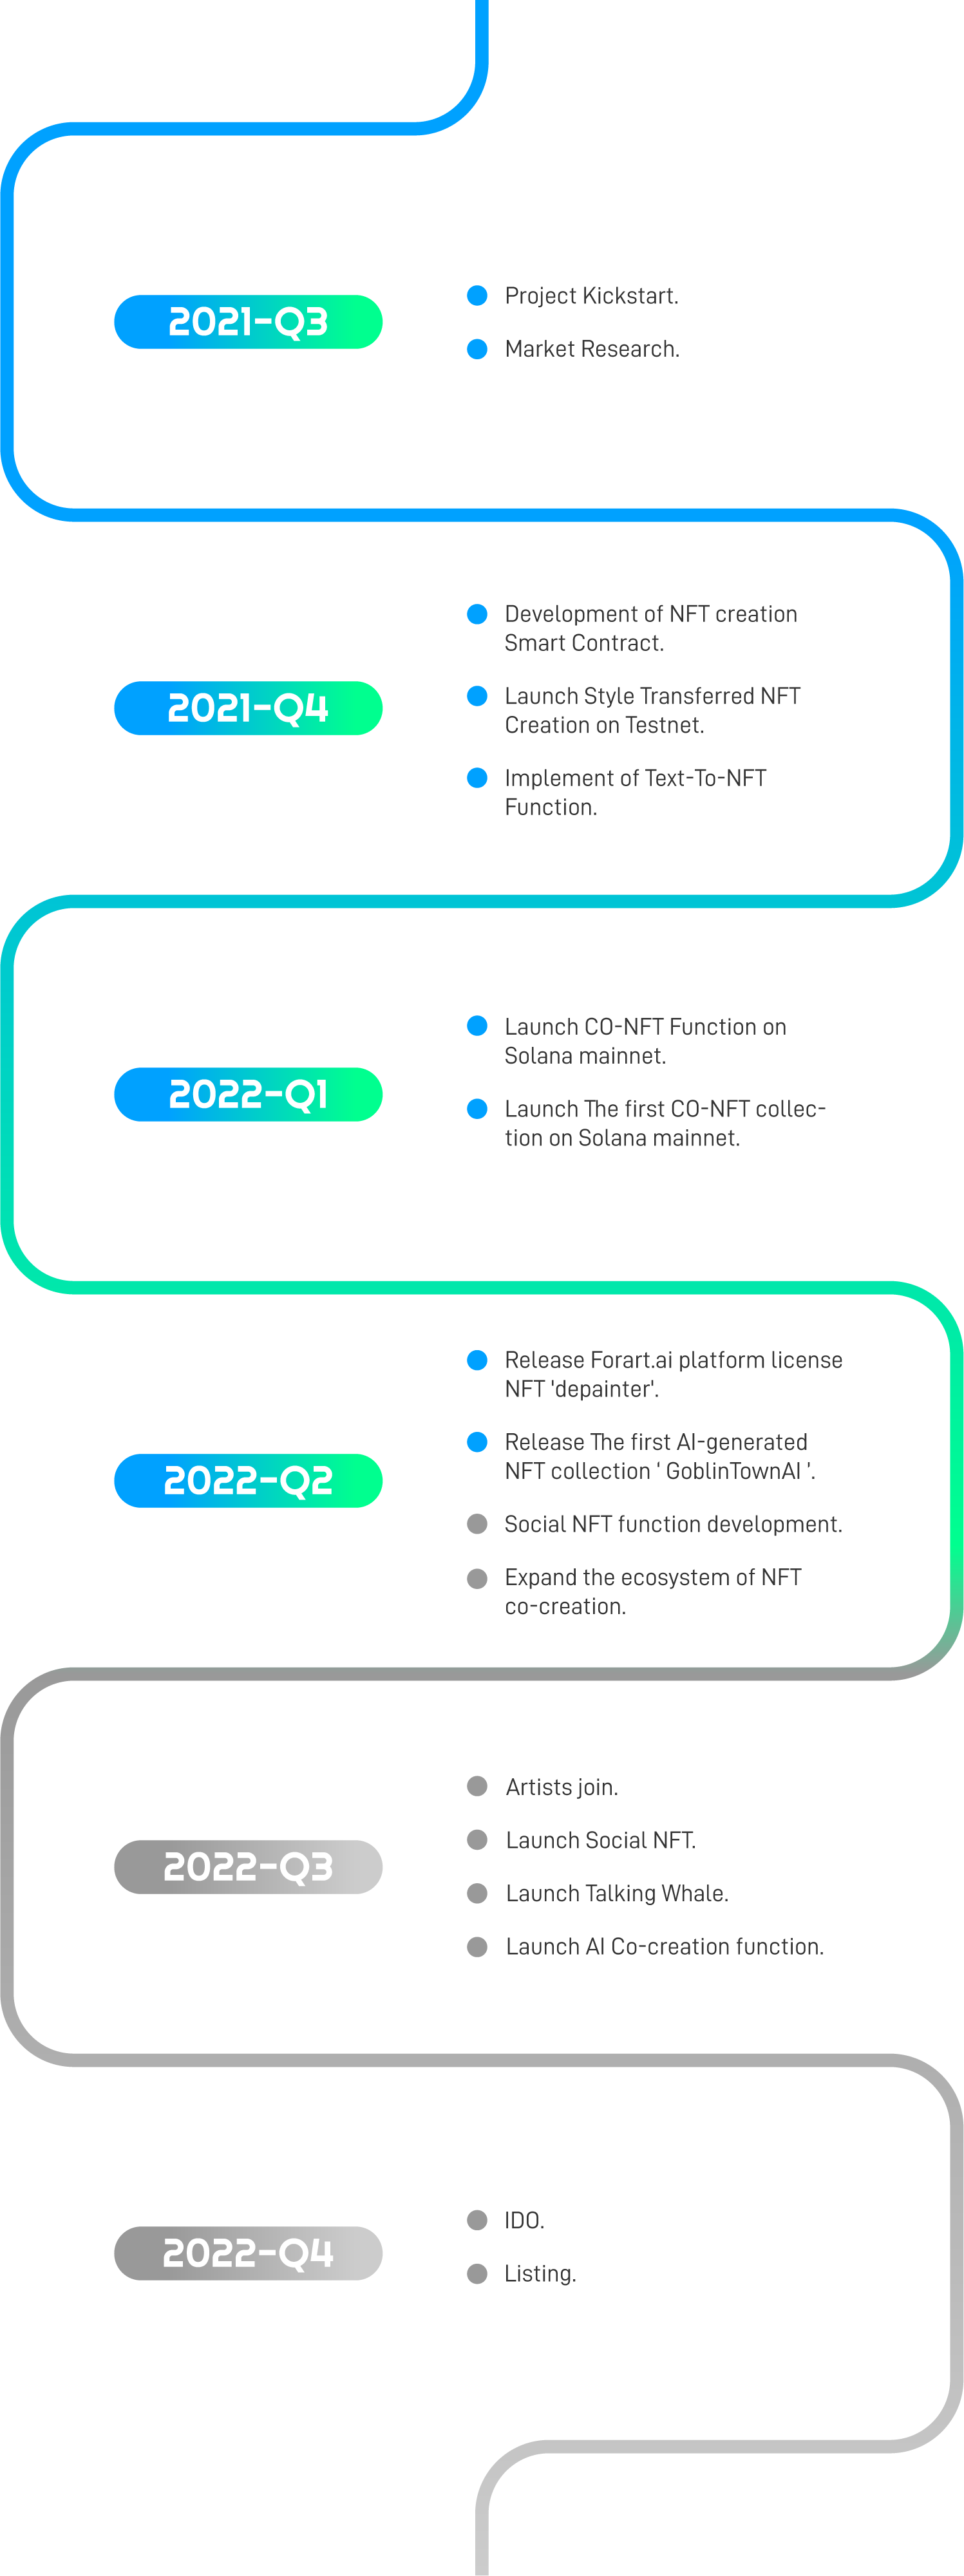 2021-Q3
Project Kickstart.
Market Research.
2021-Q4
Development of NFT creation
Smart Contract.
Launch Style Transferred NFT
Creation on Testnet.
Implement of Text-To-NFT
Function.
2022-Q1
Launch CO-NFT Function on
Solana mainnet.
Launch The first CO-NFT collec-
tion on Solana mainnet.
2022-Q2
Release Forart.ai platform license
NFT 'depainter'.
Release The first AI-generated
NFT collection ‘ GoblinTownAI ’.
Social NFT function development.
Expand the ecosystem of NFT
co-creation.
2022-Q3
Artists join.
Launch Social NFT.
Launch Talking Whale.
Launch AI Co-creation function.
2022-Q4
IDO.
Listing.